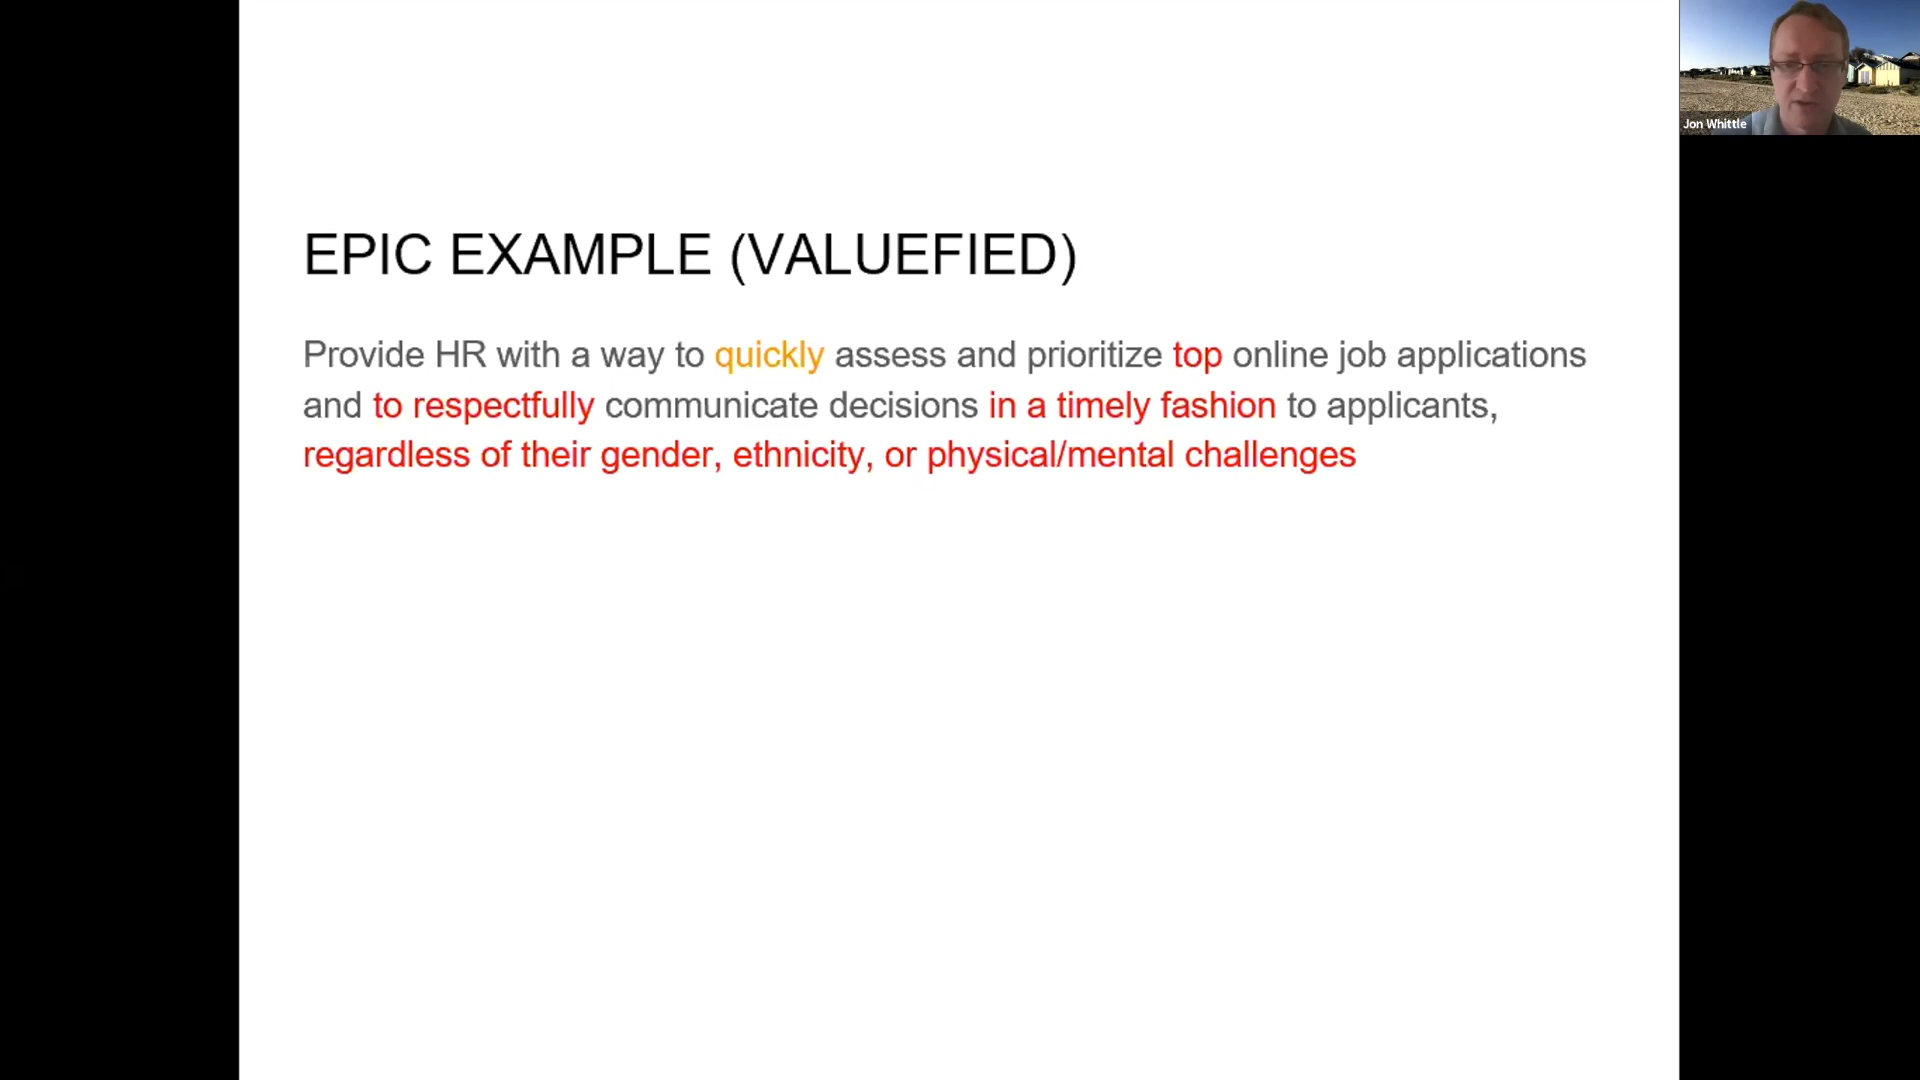 EPIC EXAMPLE (VALUEFIED)
Provide HR with a way to quickly assess and prioritize top online job applications
and to respectfully communicate decisions in a timely fashion to applicants,
regardless of their gender, ethnicity, or physical/mental challenges
Jon Whittle